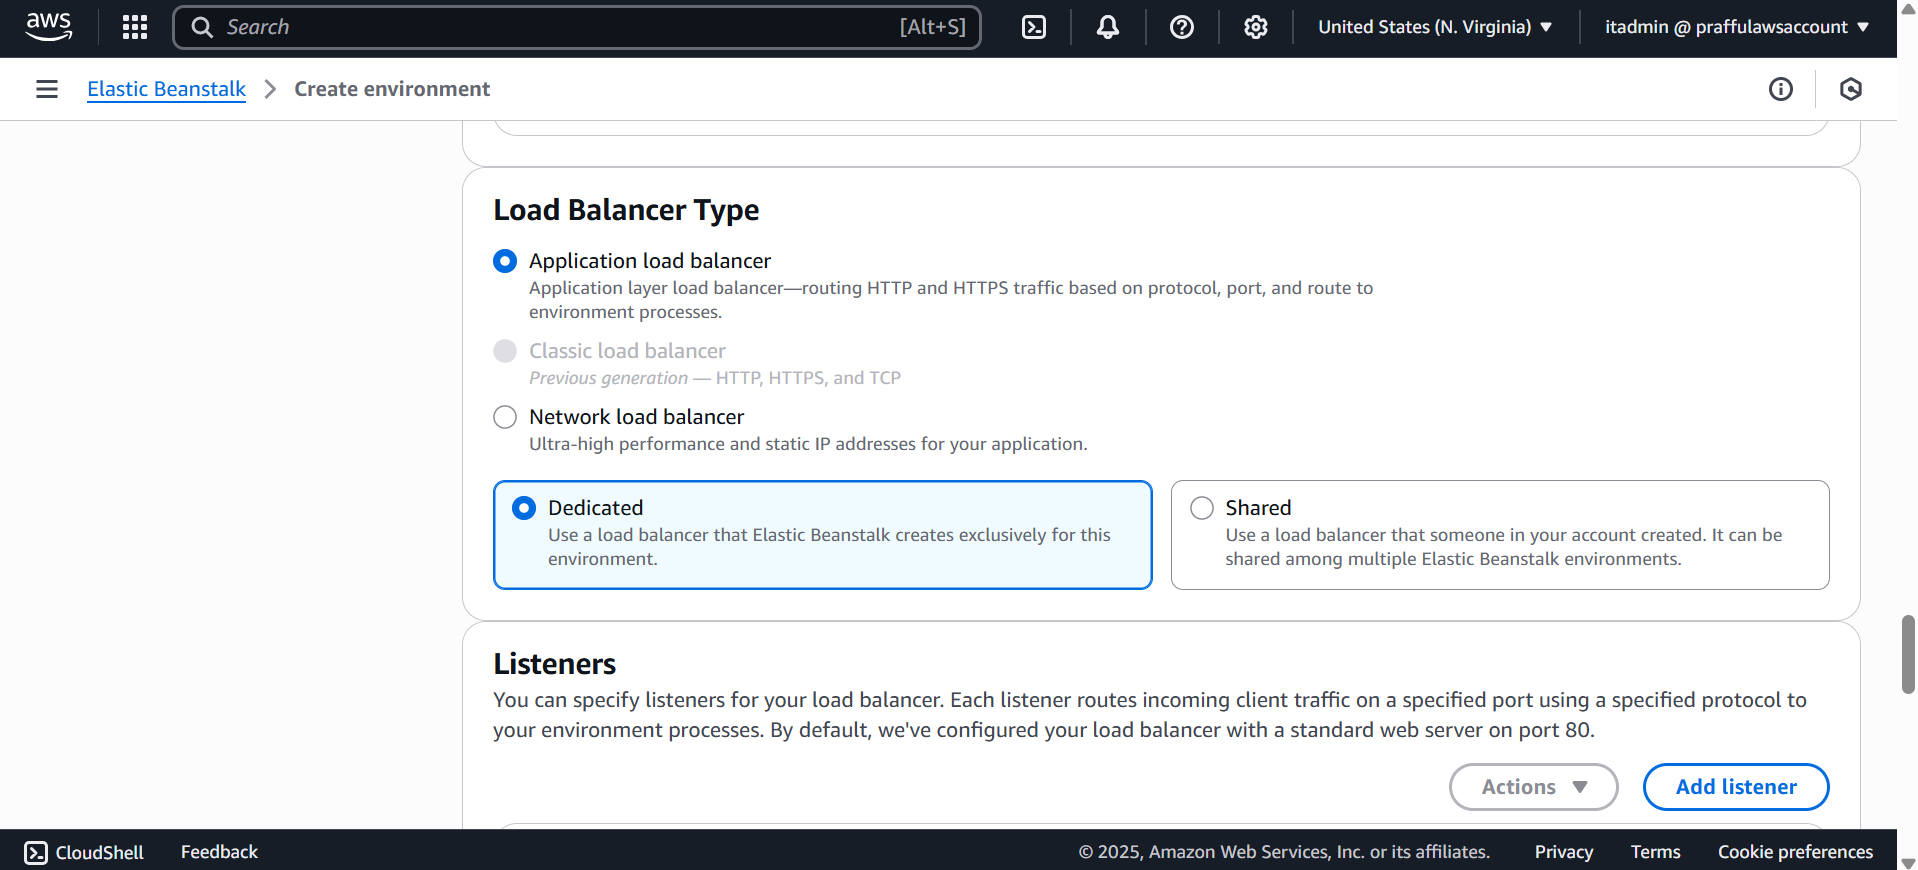 aws
Search [Alt+S]
United States (N. Virginia)
itadmin @ praffulawsaccount
Elastic Beanstalk > Create environment
Load Balancer Type
Application load balancer
Application layer load balancer—routing HTTP and HTTPS traffic based on protocol, port, and route to
environment processes.
Classic load balancer
Previous generation — HTTP, HTTPS, and TCP
Network load balancer
Ultra-high performance and static IP addresses for your application.
Dedicated
Use a load balancer that Elastic Beanstalk creates exclusively for this
environment.
Shared
Use a load balancer that someone in your account created. It can be
shared among multiple Elastic Beanstalk environments.
Listeners
You can specify listeners for your load balancer. Each listener routes incoming client traffic on a specified port using a specified protocol to
your environment processes. By default, we've configured your load balancer with a standard web server on port 80.
Actions
Add listener
CloudShell
Feedback
© 2025, Amazon Web Services, Inc. or its affiliates.
Privacy
Terms
Cookie preferences